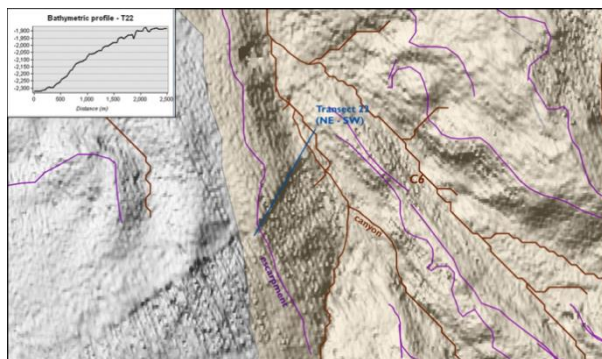 Bathymetric profile - T22
-1,900
-1,950
-2,000
-2,050
-2,100
-2,150
-2,200
-2,250
-2,300
0
500
1,000
1,500
2,000
2,500
Distance (m)
Transect 22
(NE - SW)
C6
canyon
escarpment